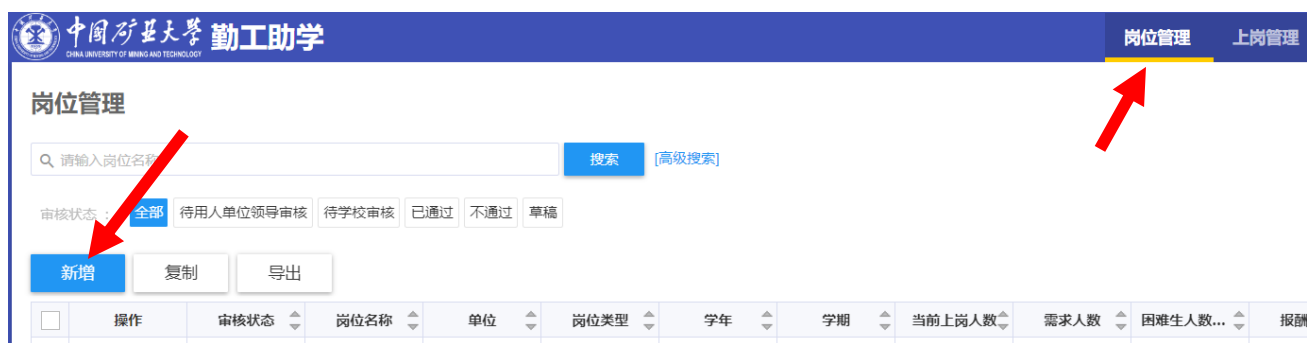 中国矿业大学 勤工助学 岗位管理 上岗管理
CHINA UNIVERSITY OF MINING AND TECHNOLOGY
岗位管理
请输入岗位名称 搜索 [高级搜索]
审核状态： 全部 待用人单位领导审核 待学校审核 已通过 不通过 草稿
新增 复制 导出
操作 审核状态 岗位名称 单位 岗位类型 学年 学期 当前上岗人数 需求人数 困难生人数... 报酬